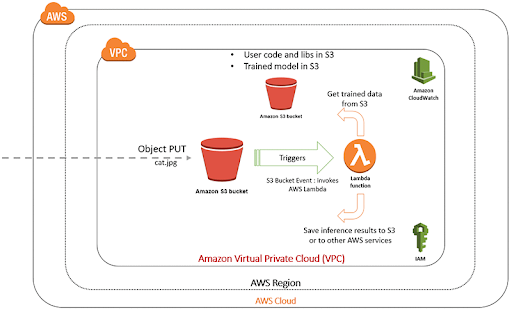 AWS
VPC
• User code and libs in S3
• Trained model in S3
Amazon S3 bucket
Amazon
CloudWatch
Get trained data
from S3
Object PUT
cat.jpg
Amazon S3 bucket
Triggers
S3 Bucket Event : Invokes
AWS Lambda
λ
Lambda
function
Save inference results to S3
or to other AWS services
IAM
Amazon Virtual Private Cloud (VPC)
AWS Region
AWS Cloud